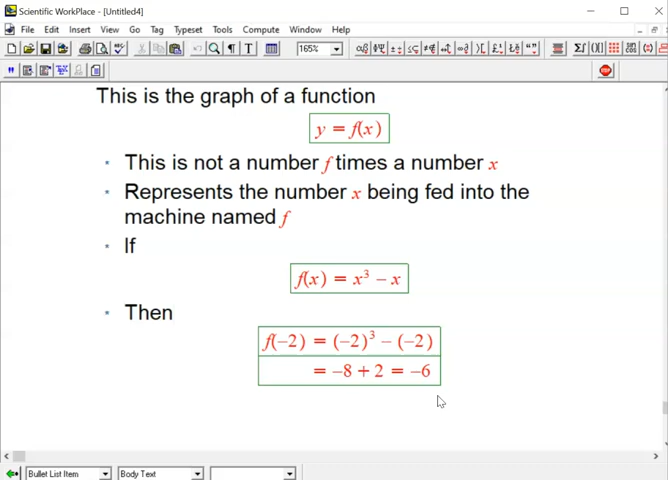 Scientific WorkPlace - [Untitled4]
File Edit Insert View Go Tag Typeset Tools Compute Window Help
165%
This is the graph of a function
y = f(x)
This is not a number f times a number x
Represents the number x being fed into the
machine named f
If
f(x) = x³ − x
Then
f(−2) = (−2)³ − (−2)
= −8 + 2 = −6
Bullet List Item Body Text